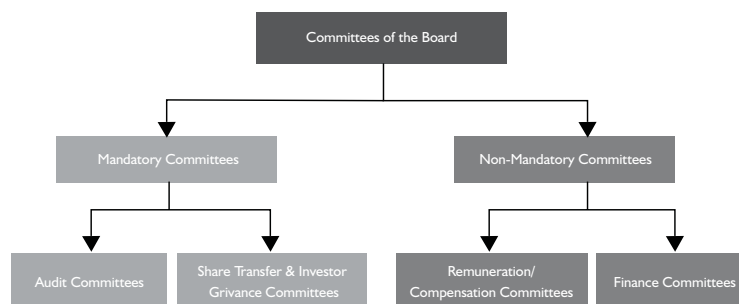 Committees of the Board
Mandatory Committees
Non-Mandatory Committees
Audit Committees
Share Transfer & Investor
Grivance Committees
Remuneration/
Compensation Committees
Finance Committees